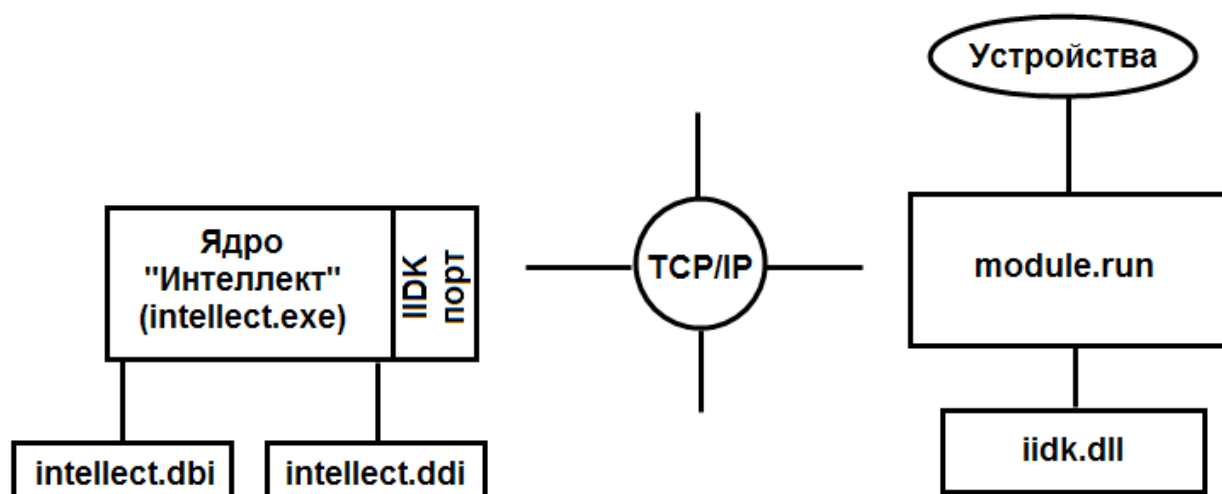 Устройства
Ядро
"Интеллект"
(intellect.exe)
IIDK
порт
TCP/IP
module.run
intellect.dbi
intellect.ddi
iidk.dll